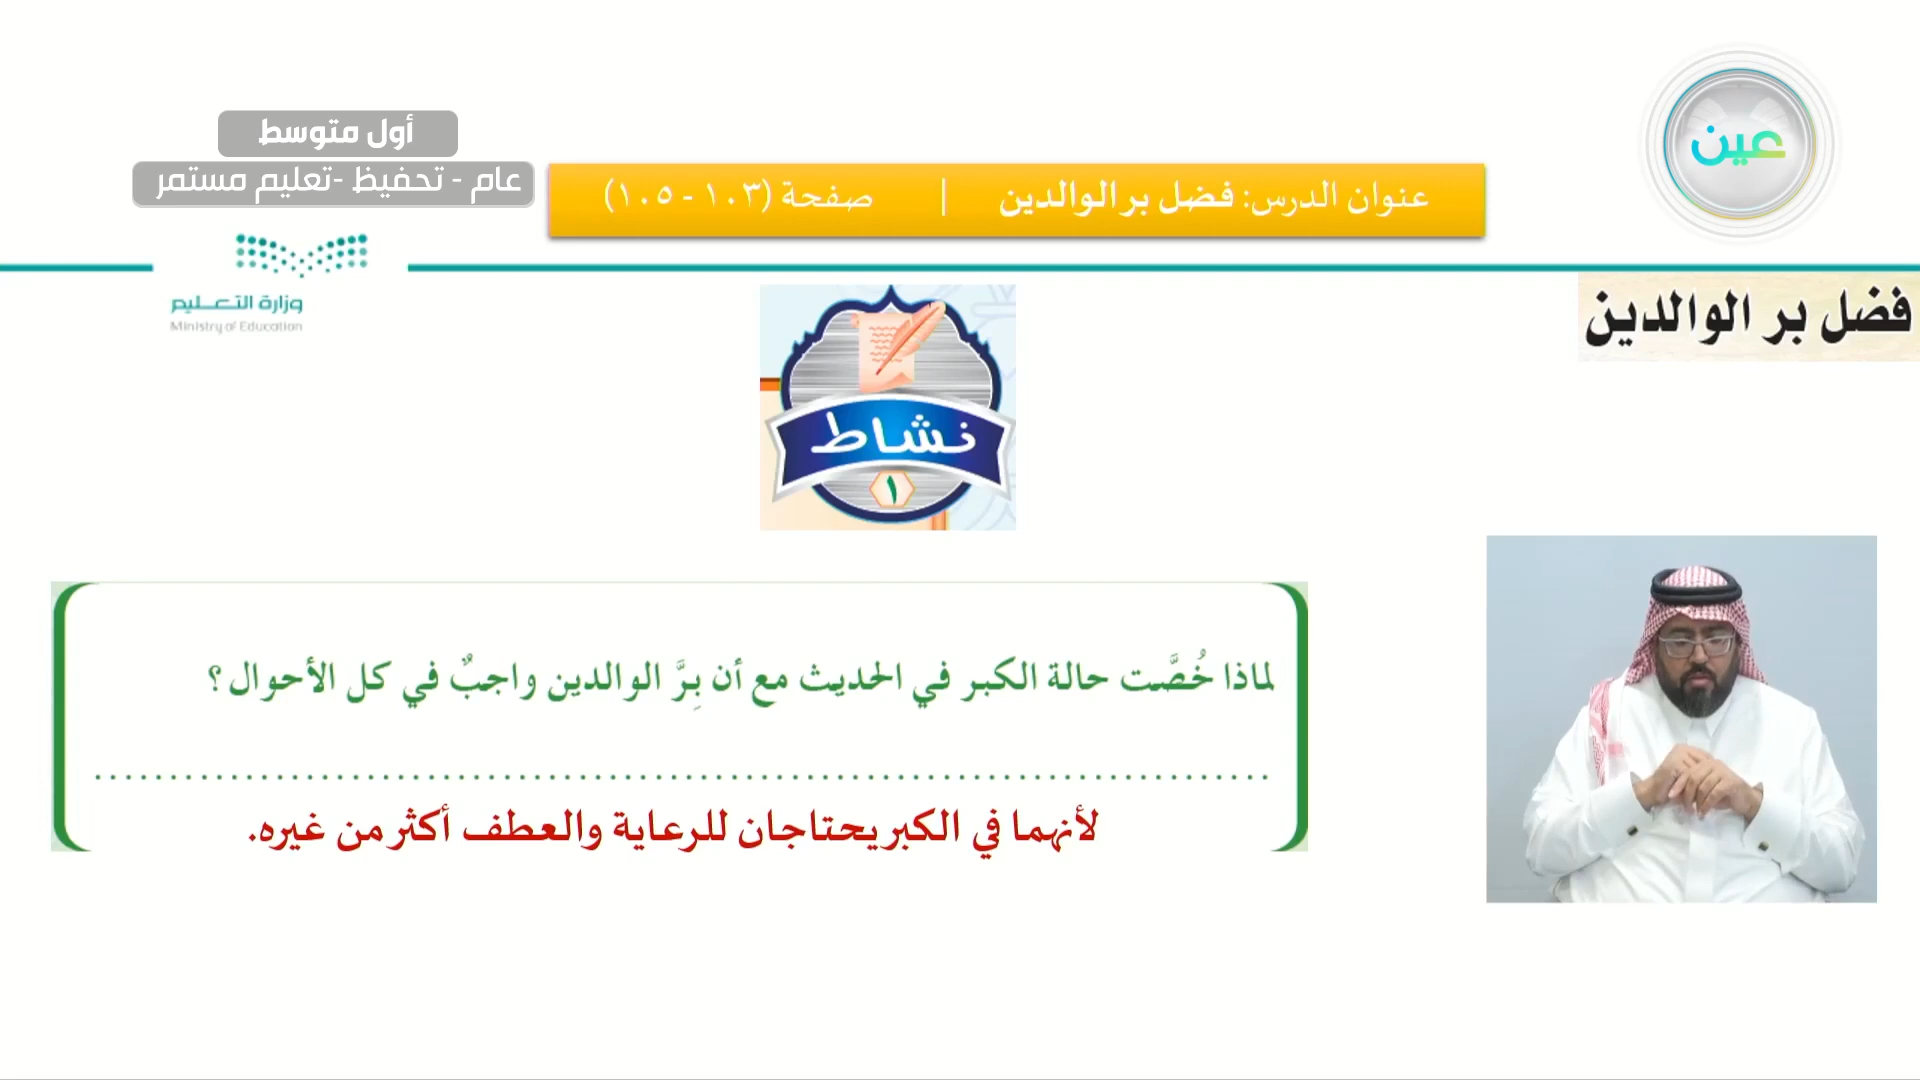 عين
أول متوسط
عام - تحفيظ -تعليم مستمر
عنوان الدرس: فضل بر الوالدين | صفحة (١٠٣ - ١٠٥)
وزارة التعليم
Ministry of Education
فضل بر الوالدين
نشاط
١
لماذا خُصَّت حالة الكبر في الحديث مع أن بِرَّ الوالدين واجبٌ في كل الأحوال ؟
لأنهما في الكبر يحتاجان للرعاية والعطف أكثر من غيره.